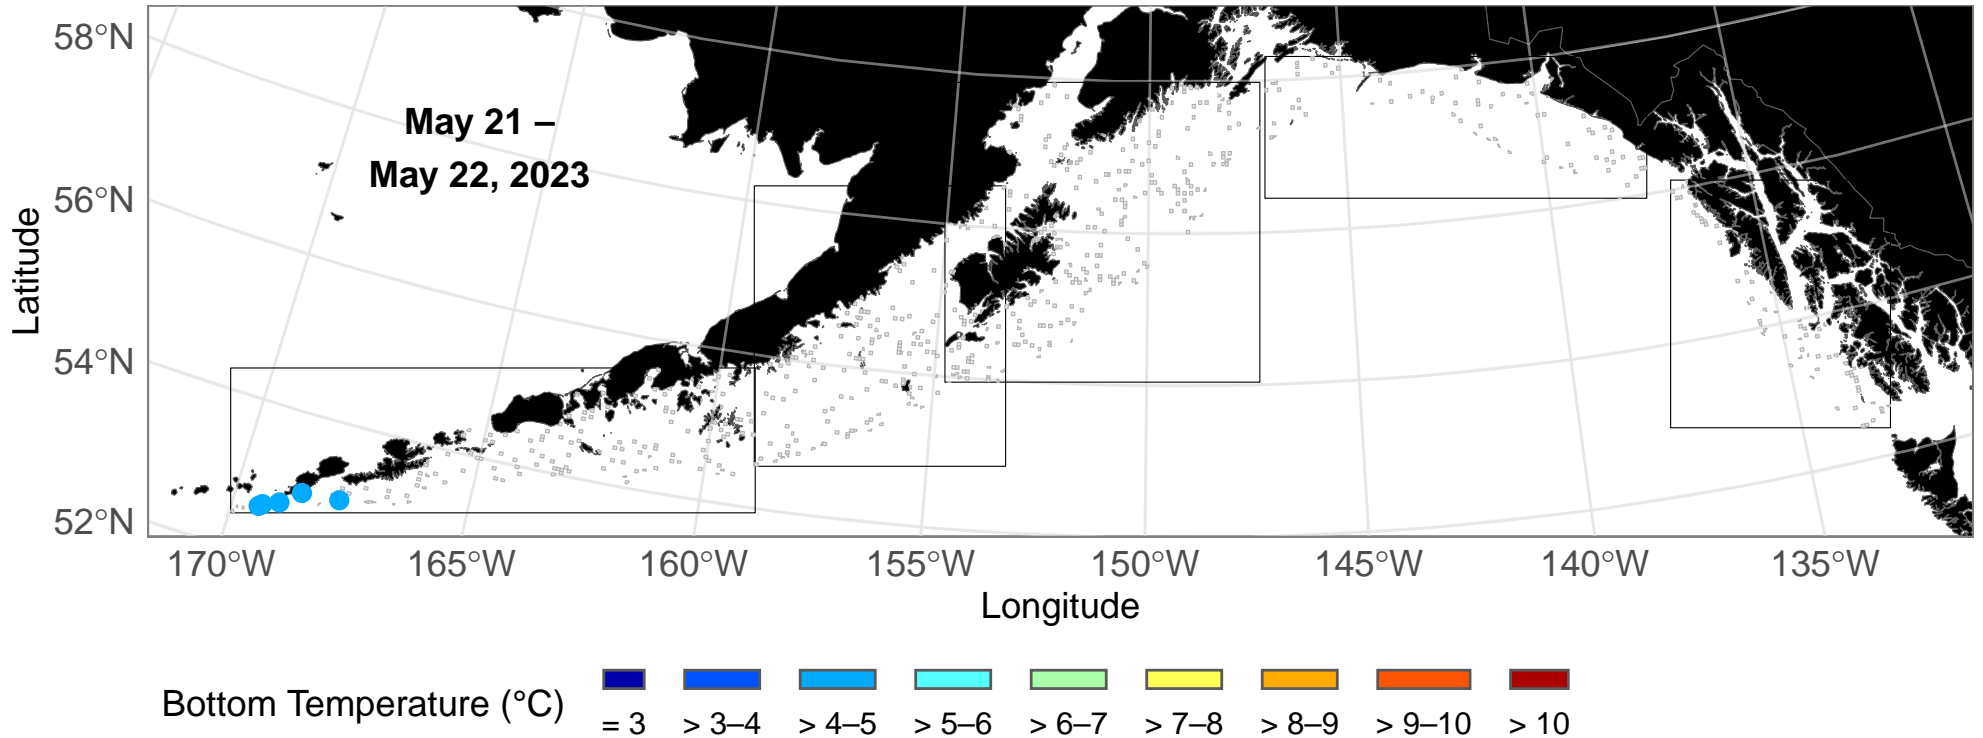 58°N
56°N
54°N
52°N
Latitude
May 21 –
May 22, 2023
170°W 165°W 160°W 155°W 150°W 145°W 140°W 135°W
Longitude
Bottom Temperature (°C)
= 3 > 3–4 > 4–5 > 5–6 > 6–7 > 7–8 > 8–9 > 9–10 > 10